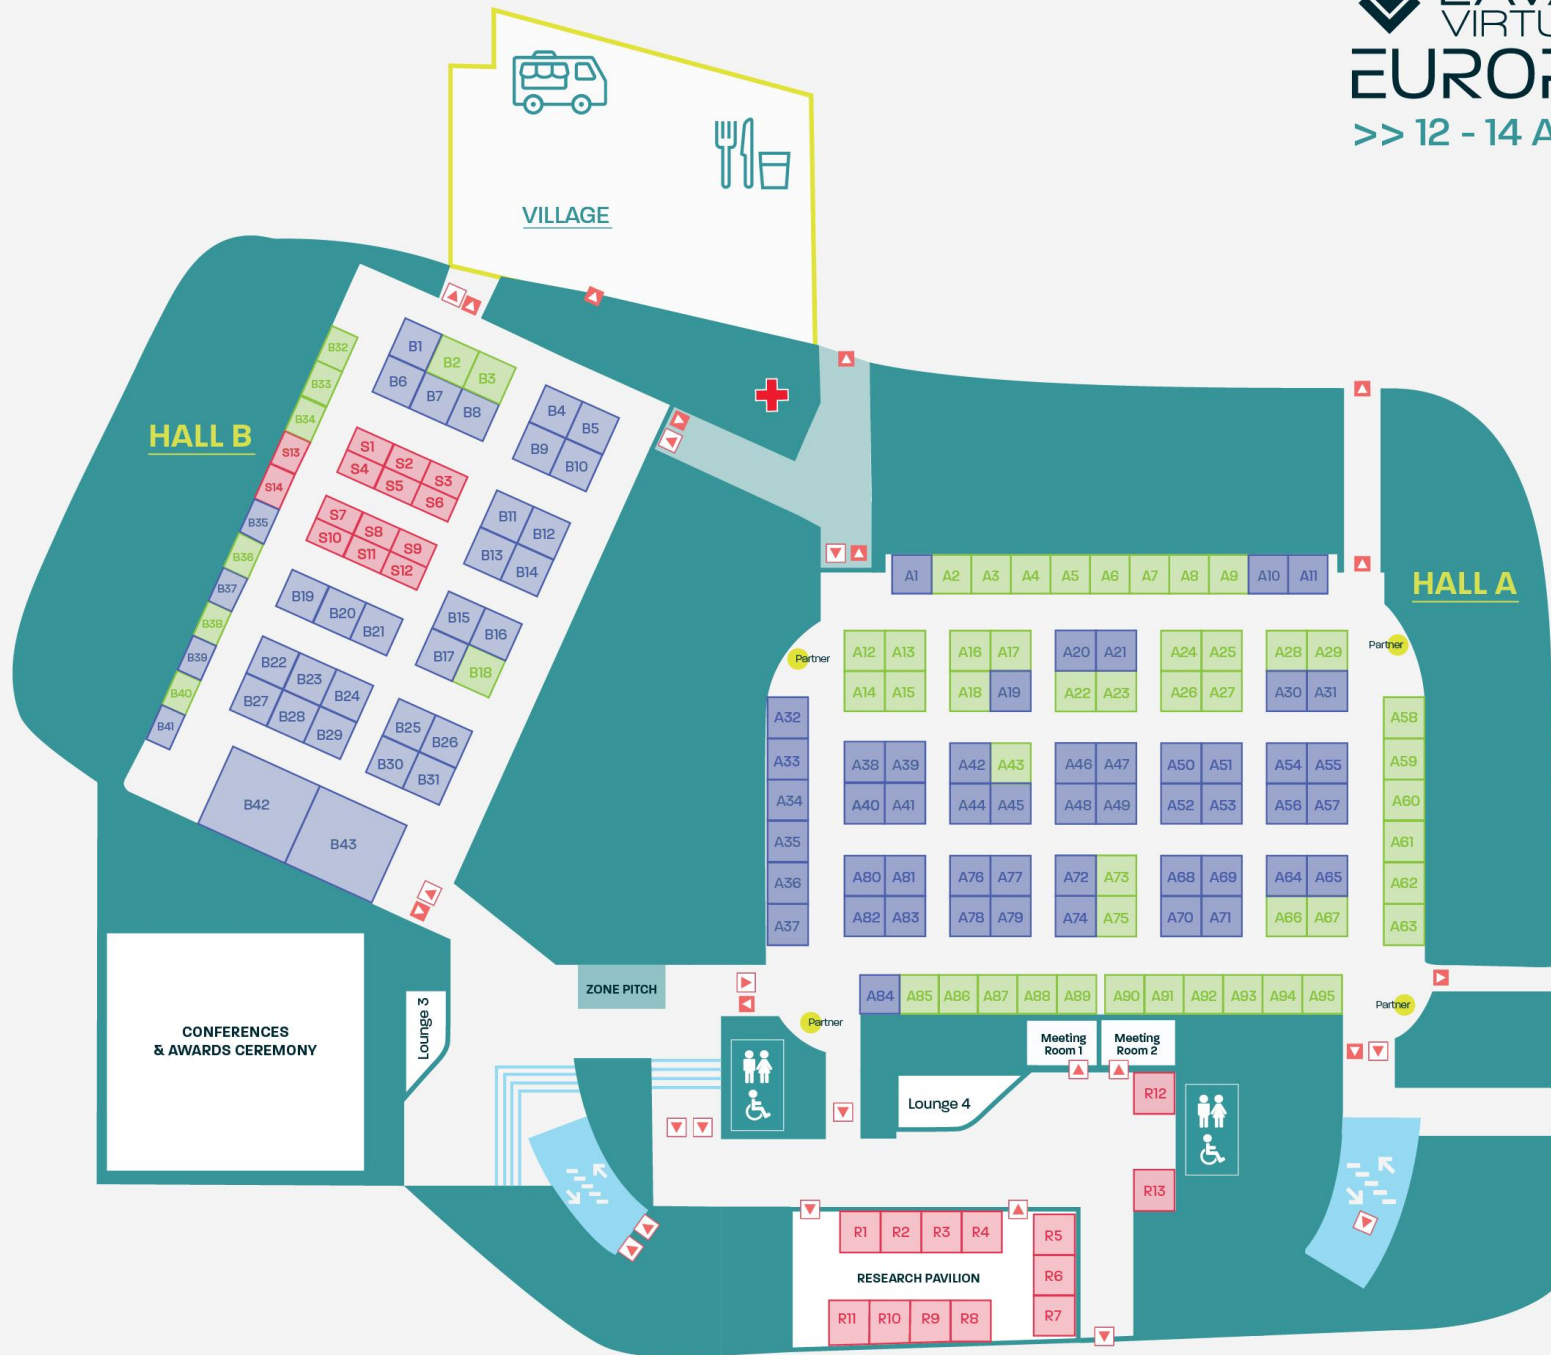 VIRTU
EUROP
>> 12 - 14 A
VILLAGE
HALL B
HALL A
B32
B33
B34
S13
S14
B35
B36
B37
B38
B39
B40
B41
B1
B2
B3
B6
B7
B8
B4
B5
B9
B10
S1
S2
S3
S4
S5
S6
S7
S8
S9
S10
S11
S12
B11
B12
B13
B14
B19
B20
B21
B15
B16
B17
B18
B22
B23
B24
B27
B28
B29
B25
B26
B30
B31
B42
B43
A1 A2 A3 A4 A5 A6 A7 A8 A9 A10 A11
Partner
Partner
A12 A13 A16 A17 A20 A21 A24 A25 A28 A29
A14 A15 A18 A19 A22 A23 A26 A27 A30 A31
A32
A33
A34
A35
A36
A37
A38 A39 A42 A43 A46 A47 A50 A51 A54 A55
A40 A41 A44 A45 A48 A49 A52 A53 A56 A57
A80 A81 A76 A77 A72 A73 A68 A69 A64 A65
A82 A83 A78 A79 A74 A75 A70 A71 A66 A67
A58
A59
A60
A61
A62
A63
A84 A85 A86 A87 A88 A89 A90 A91 A92 A93 A94 A95
Partner
Partner
ZONE PITCH
CONFERENCES
& AWARDS CEREMONY
Lounge 3
Meeting
Room 1
Meeting
Room 2
Lounge 4
R12
R13
R1 R2 R3 R4
R5
R6
R7
RESEARCH PAVILION
R11 R10 R9 R8